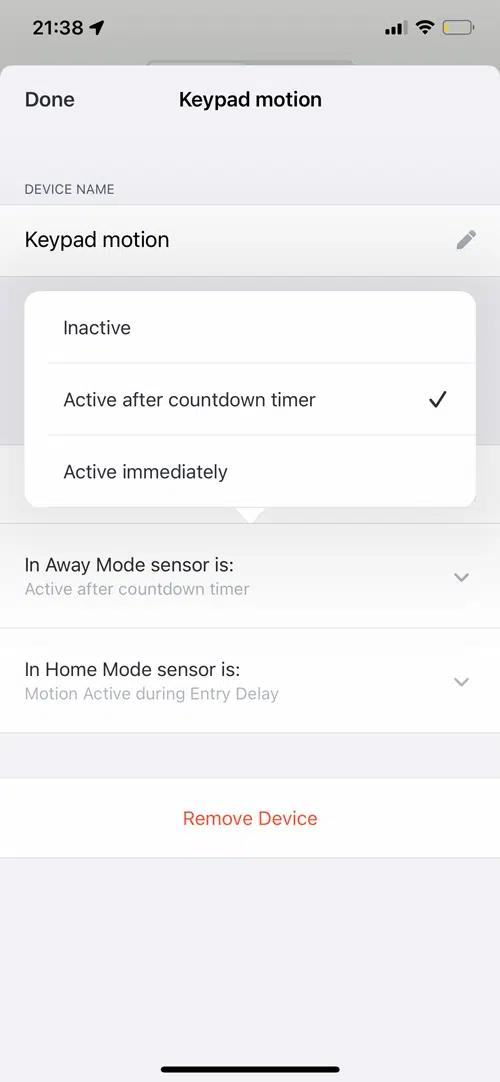 21:38
Done
Keypad motion
DEVICE NAME
Keypad motion
Inactive
Active after countdown timer
Active immediately
In Away Mode sensor is:
Active after countdown timer
In Home Mode sensor is:
Motion Active during Entry Delay
Remove Device